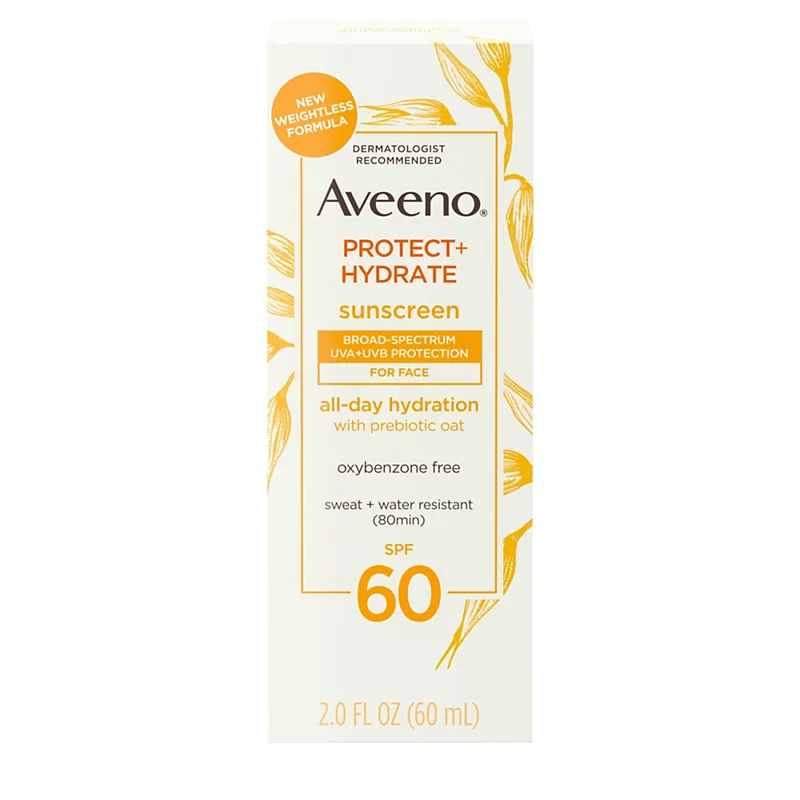 NEW
WEIGHTLESS
FORMULA
DERMATOLOGIST
RECOMMENDED
Aveeno®
PROTECT+
HYDRATE
sunscreen
BROAD-SPECTRUM
UVA+UVB PROTECTION
FOR FACE
all-day hydration
with prebiotic oat
oxybenzone free
sweat + water resistant
(80min)
SPF
60
2.0 FL OZ (60 mL)